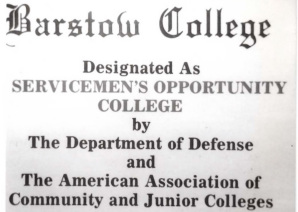 Barstow College
Designated As
SERVICEMEN'S OPPORTUNITY
COLLEGE
by
The Department of Defense
and
The American Association of
Community and Junior Colleges